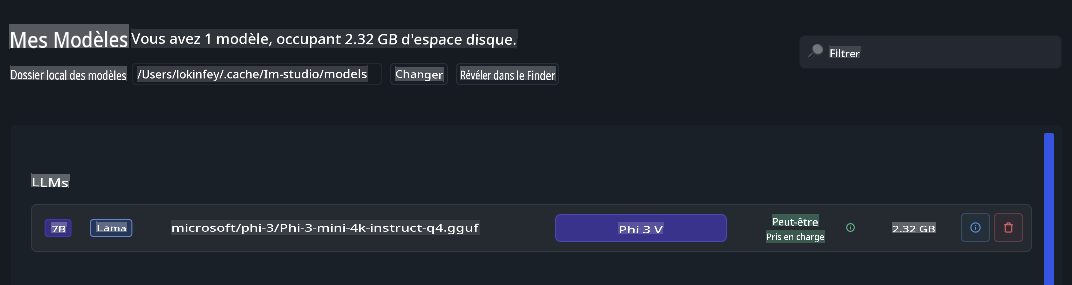 Mes Modèles Vous avez 1 modèle, occupant 2.32 GB d'espace disque.
Filtrer
Dossier local des modèles /Users/lokinfey/.cache/lm-studio/models Changer Révéler dans le Finder
LLMs
7B Lama microsoft/phi-3/Phi-3-mini-4k-instruct-q4.gguf Phi 3 V Peut-être 2.32 GB
Pris en charge